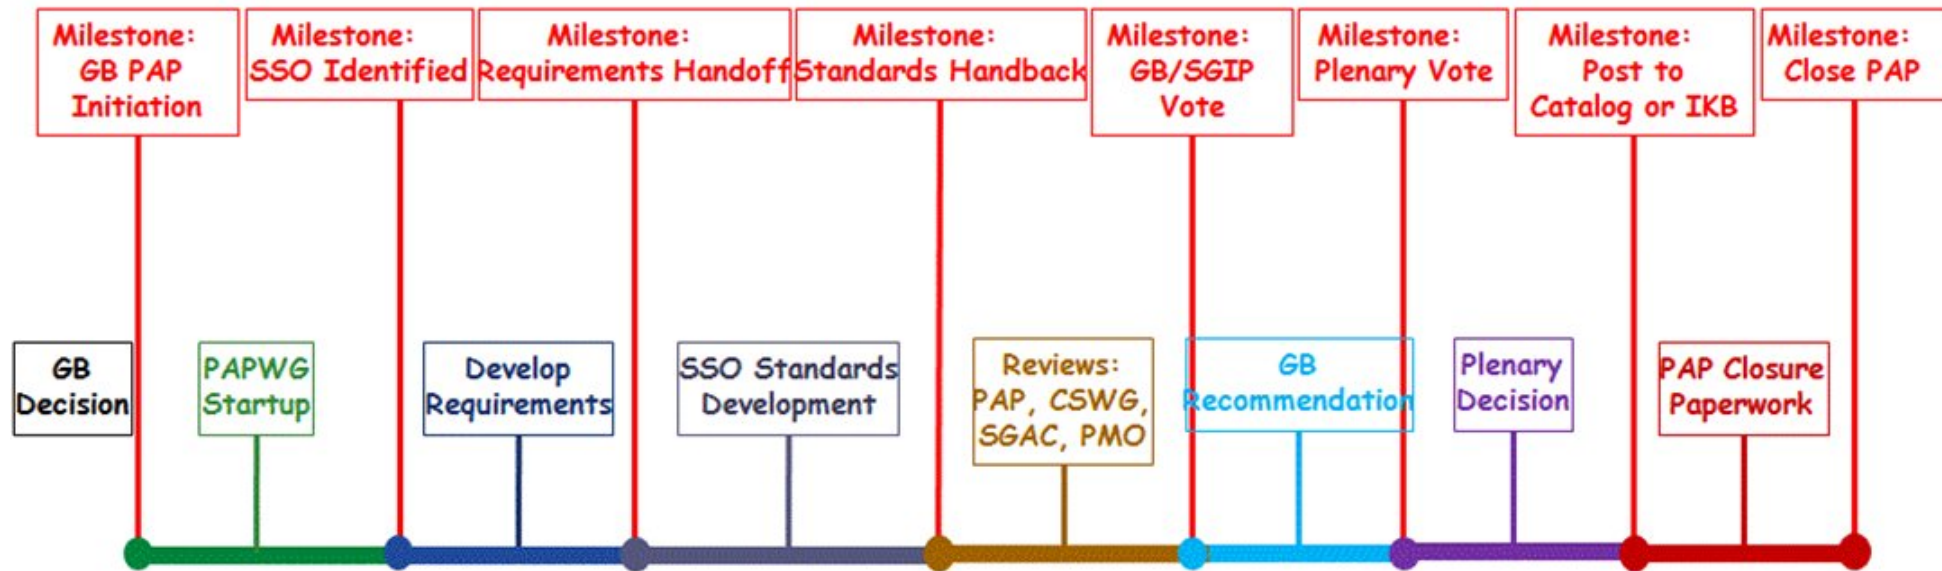 Milestone:
GB PAP
Initiation
Milestone:
SSO Identified
Milestone:
Requirements Handoff
Milestone:
Standards Handback
Milestone:
GB/SGIP
Vote
Milestone:
Plenary Vote
Milestone:
Post to
Catalog or IKB
Milestone:
Close PAP
GB
Decision
PAPWG
Startup
Develop
Requirements
SSO Standards
Development
Reviews:
PAP, CSWG,
SGAC, PMO
GB
Recommendation
Plenary
Decision
PAP Closure
Paperwork